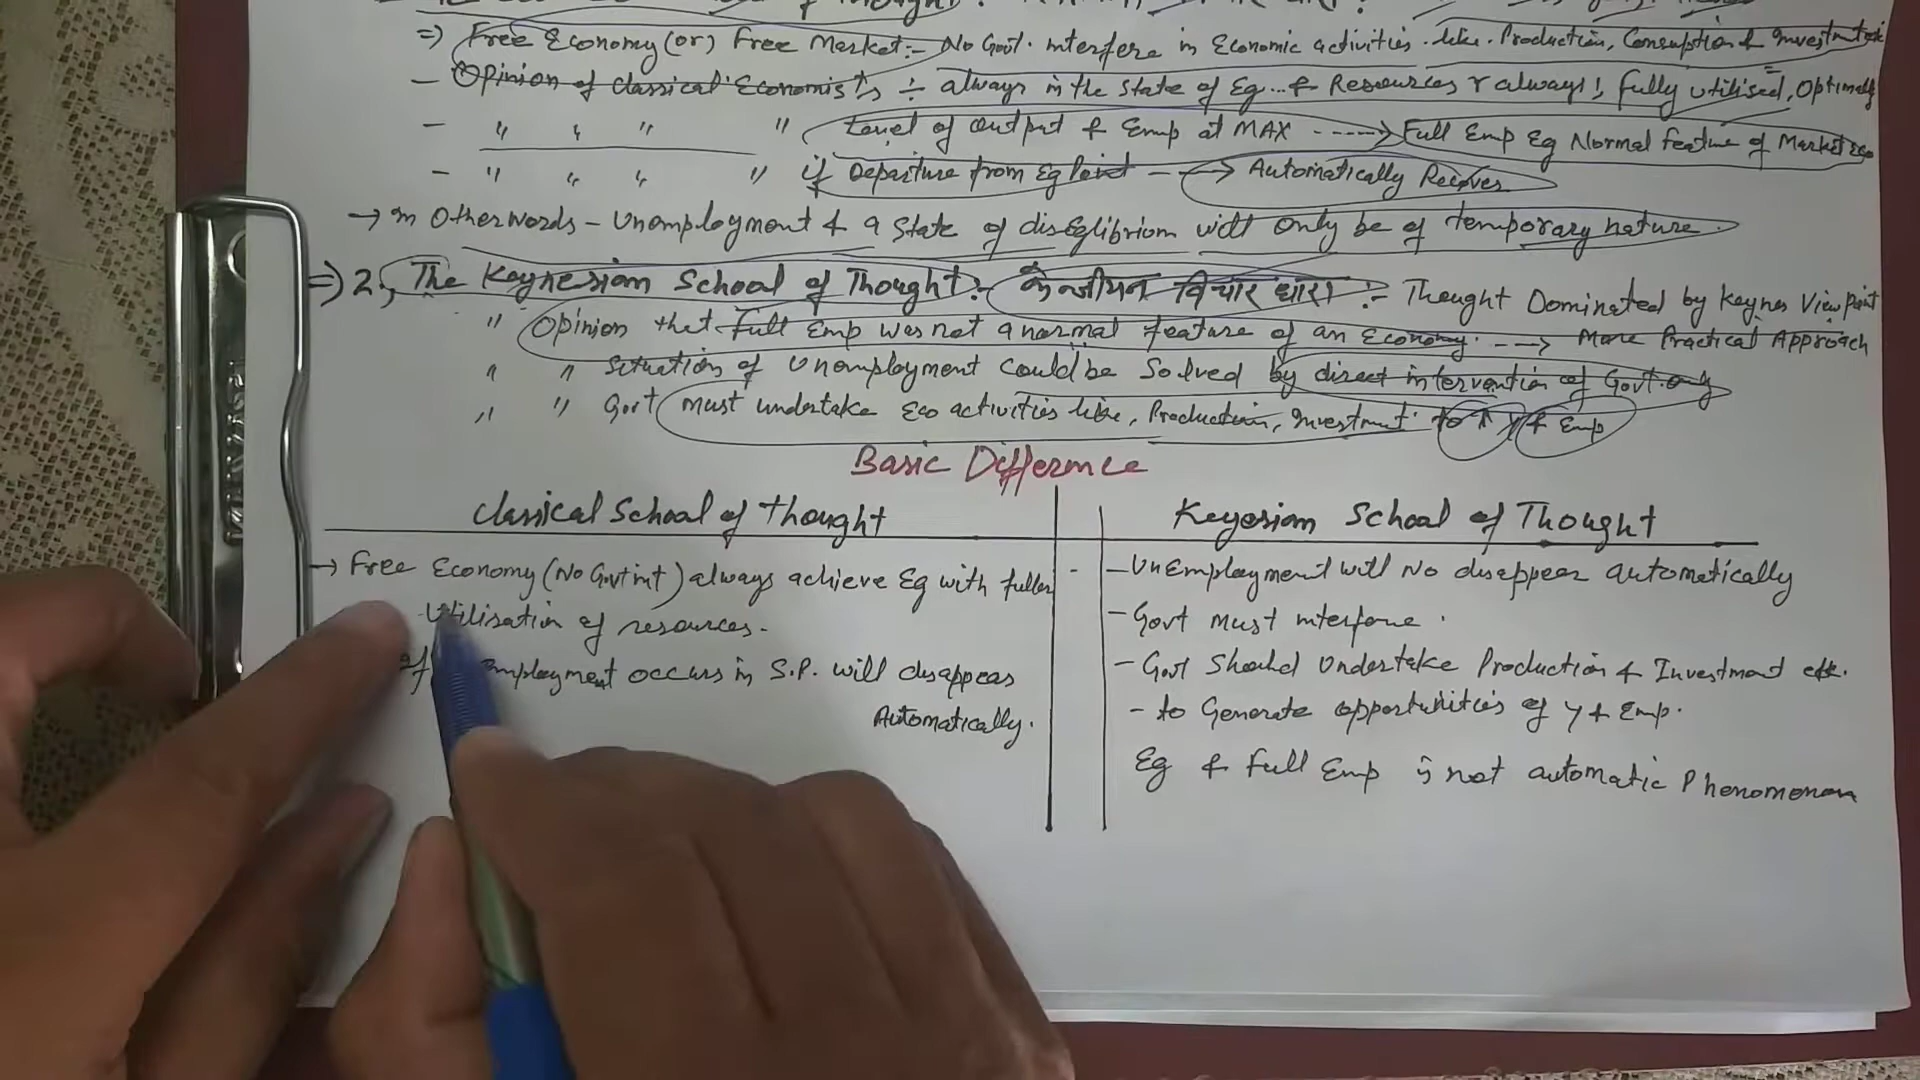 => Free Economy (or) Free Market:- No Govt. interfere in Economic activities. like. Production, Consuption & Investment
- Opinion of Classical Economists ÷ always in the State of Eq... & Resources r always fully utilised, Optimally
- " " " " Level of output & Emp at MAX -----> Full Emp Eq Normal feature of Market Eco
- " " " " if Departure from Eq Point ---> Automatically Recover
→ in Otherwords - Unemployment & a State of disEqlibrium will Only be of temporary nature.
=> 2., The Keynesian School of Thought:- केन्जीयन विचार धारा :- Thought Dominated by Keynes View Point
" Opinion that Full Emp was not a normal feature of an Economy. ---> More Practical Approach
" " Situation of Unemployment Could be Solved by direct intervention of Govt. only
" " Govt must undertake Eco activities like, Production, Investment to ↑ Y & Emp
Basic Difference
Classical School of thought
Keyesian School of Thought
→ Free Economy (No Govt int) always achieve Eq with fuller
Utilisation of resources.
if employment occurs in S.P. will disappears
Automatically.
- UnEmployment will No disappear automatically
- Govt must interfare.
- Govt Should Undertake Production & Investment etc.
- to Generate opportunities of Y & Emp.
Eq & full Emp is not automatic Phenomenon